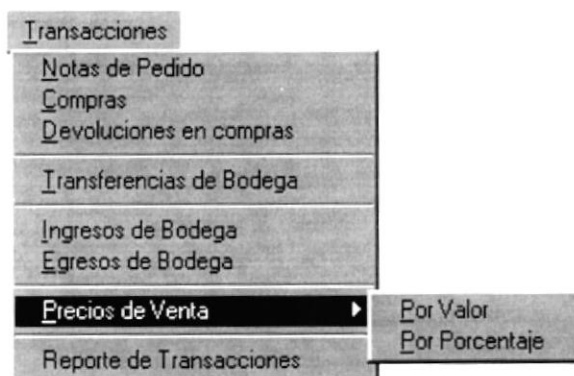 Transacciones
Notas de Pedido
Compras
Devoluciones en compras
Transferencias de Bodega
Ingresos de Bodega
Egresos de Bodega
Precios de Venta
Por Valor
Por Porcentaje
Reporte de Transacciones